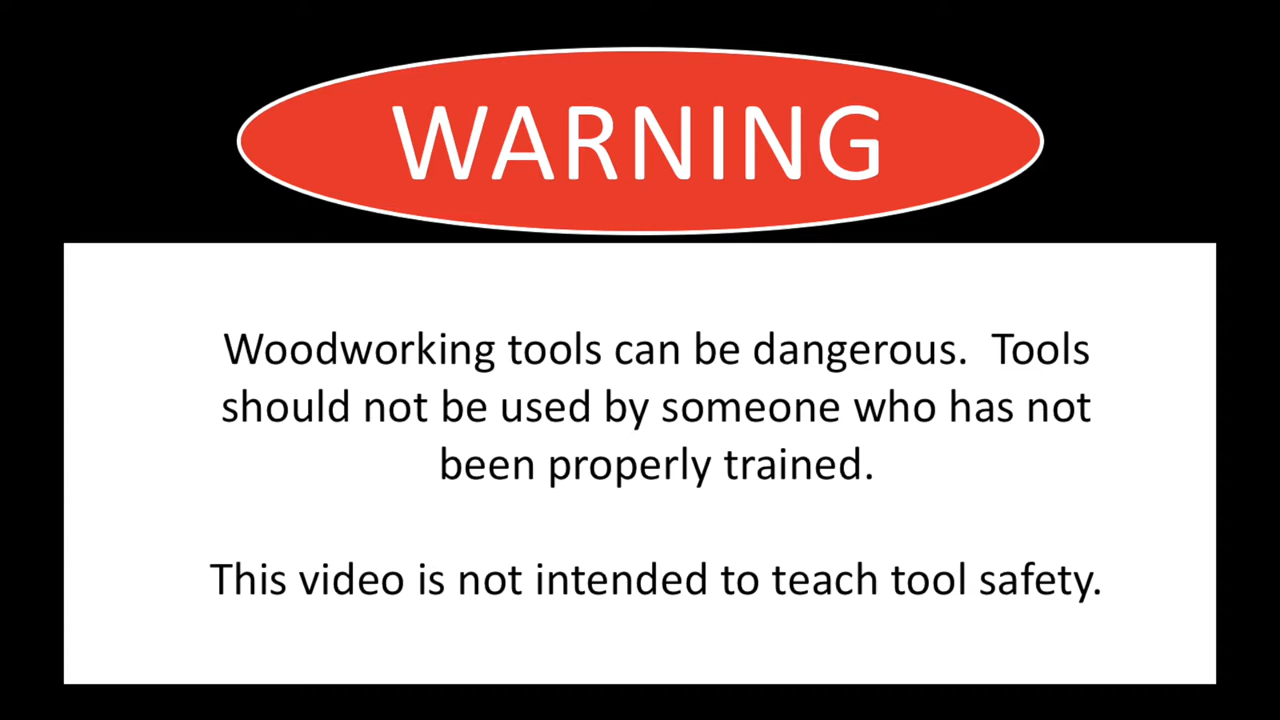 WARNING
Woodworking tools can be dangerous.  Tools
should not be used by someone who has not
been properly trained.
This video is not intended to teach tool safety.